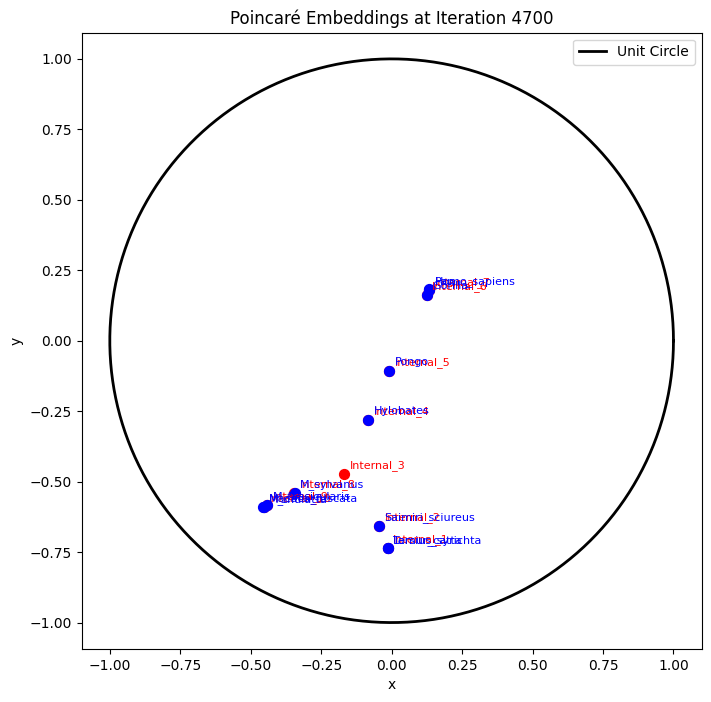 Poincaré Embeddings at Iteration 4700
Unit Circle
1.00
0.75
0.50
0.25
0.00
−0.25
−0.50
−0.75
−1.00
y
Homo_sapiens
Pongo
Internal_5
Hylobates
Internal_4
Internal_3
M_sylvanus
Saimiri_sciureus
Internal_2
−1.00 −0.75 −0.50 −0.25 0.00 0.25 0.50 0.75 1.00
x